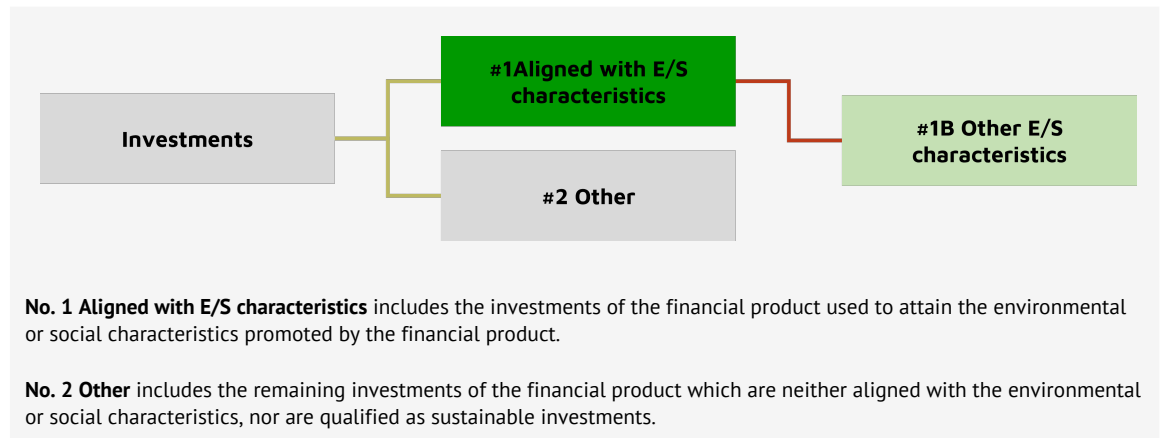 #1Aligned with E/S
characteristics
Investments
#1B Other E/S
characteristics
#2 Other
No. 1 Aligned with E/S characteristics includes the investments of the financial product used to attain the environmental
or social characteristics promoted by the financial product.
No. 2 Other includes the remaining investments of the financial product which are neither aligned with the environmental
or social characteristics, nor are qualified as sustainable investments.